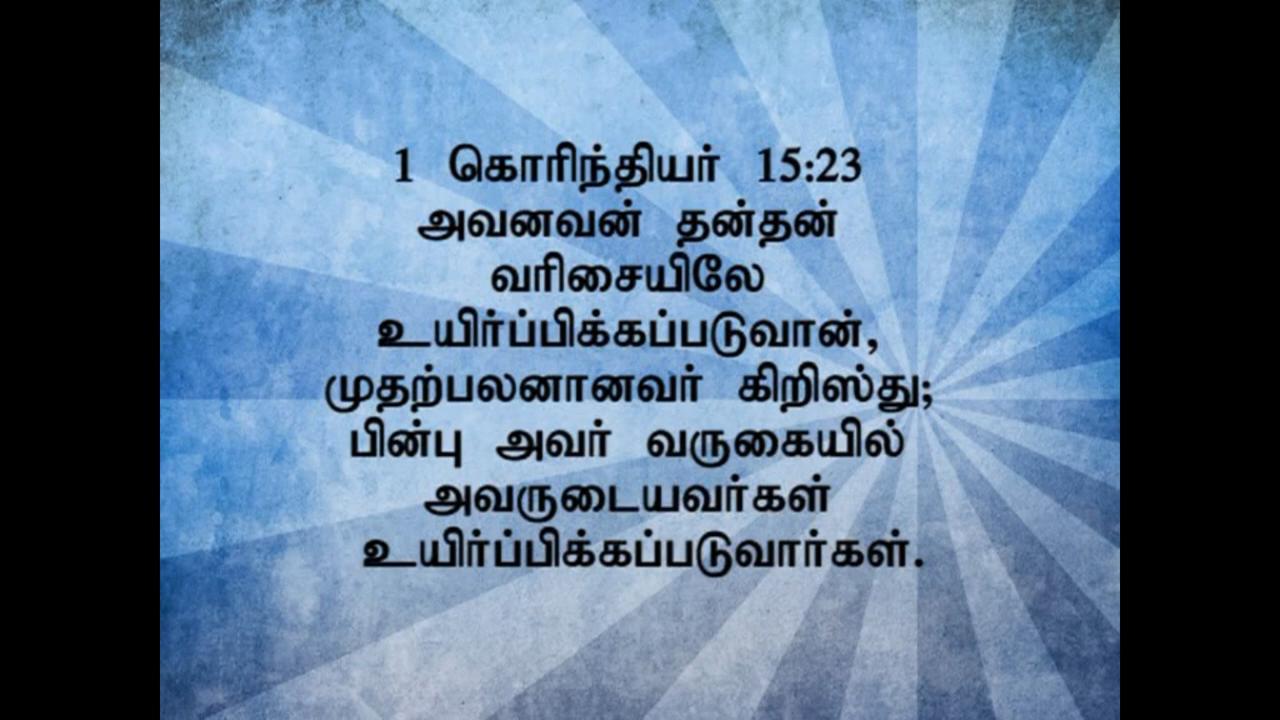 1 கொரிந்தியர் 15:23
அவனவன் தன்தன்
வரிசையிலே
உயிர்ப்பிக்கப்படுவான்,
முதற்பலனானவர் கிறிஸ்து;
பின்பு அவர் வருகையில்
அவருடையவர்கள்
உயிர்ப்பிக்கப்படுவார்கள்.